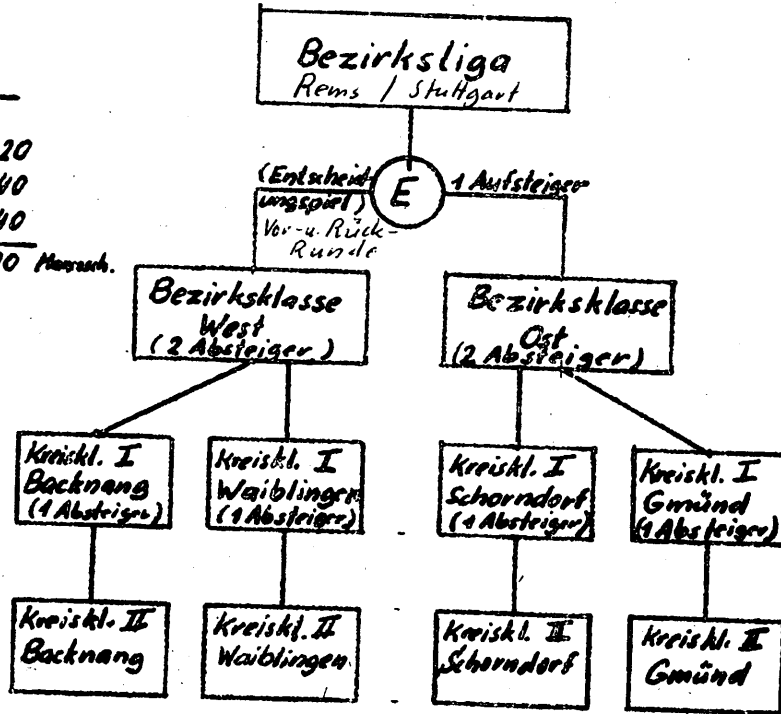 Bezirksliga
Rems / Stuttgart
20
40
40
(Entscheid-
ungspiel)
Vor- u. Rück-
Runde
E
1 Aufsteiger
Bezirksklasse
West
(2 Absteiger)
Bezirksklasse
Ost
(2 Absteiger)
Kreiskl. I
Backnang
(1 Absteiger)
Kreiskl. I
Waiblingen
(1 Absteiger)
Kreiskl. I
Schorndorf
(1 Absteiger)
Kreiskl. I
Gmünd
(1 Absteiger)
Kreiskl. II
Backnang
Kreiskl. II
Waiblingen
Kreiskl. II
Schorndorf
Kreiskl. II
Gmünd